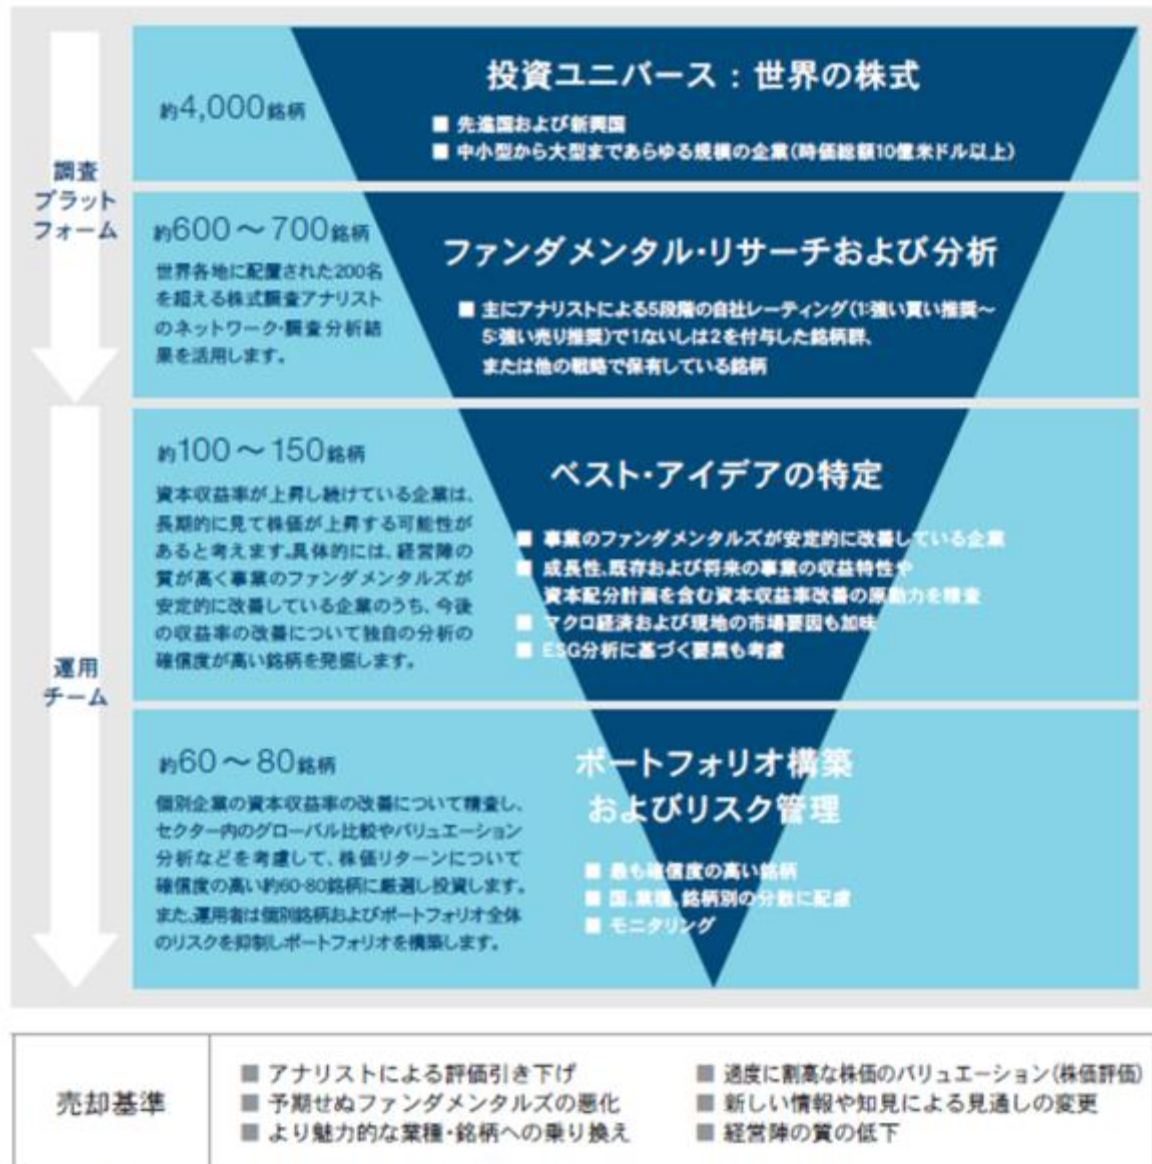 調査
プラット
フォーム
約4,000銘柄
投資ユニバース：世界の株式
■ 先進国および新興国
■ 中小型から大型まであらゆる規模の企業(時価総額10億米ドル以上)
約600～700銘柄
世界各地に配置された200名
を超える株式調査アナリスト
のネットワーク・調査分析結
果を活用します。
ファンダメンタル・リサーチおよび分析
■ 主にアナリストによる5段階の自社レーティング(1:強い買い推奨～
5:強い売り推奨)で1ないしは2を付与した銘柄群、
または他の戦略で保有している銘柄
運用
チーム
約100～150銘柄
資本収益率が上昇し続けている企業は、
長期的に見て株価が上昇する可能性が
あると考えます。具体的には、経営陣の
質が高く事業のファンダメンタルズが
安定的に改善している企業のうち、今後
の収益率の改善について独自の分析の
確信度が高い銘柄を発掘します。
ベスト・アイデアの特定
■ 事業のファンダメンタルズが安定的に改善している企業
■ 成長性、既存および将来の事業の収益特性や
資本配分計画を含む資本収益率改善の原動力を精査
■ マクロ経済および現地の市場要因も加味
■ ESG分析に基づく要素も考慮
約60～80銘柄
個別企業の資本収益率の改善について精査し、
セクター内のグローバル比較やバリュエーション
分析などを考慮して、株価リターンについて
確信度の高い約60-80銘柄に厳選し投資します。
また、運用者は個別銘柄およびポートフォリオ全体
のリスクを抑制しポートフォリオを構築します。
ポートフォリオ構築
およびリスク管理
■ 最も確信度の高い銘柄
■ 国、業種、銘柄別の分散に配慮
■ モニタリング
売却基準
■ アナリストによる評価引き下げ
■ 予期せぬファンダメンタルズの悪化
■ より魅力的な業種・銘柄への乗り換え
■ 過度に割高な株価のバリュエーション(株価評価)
■ 新しい情報や知見による見通しの変更
■ 経営陣の質の低下